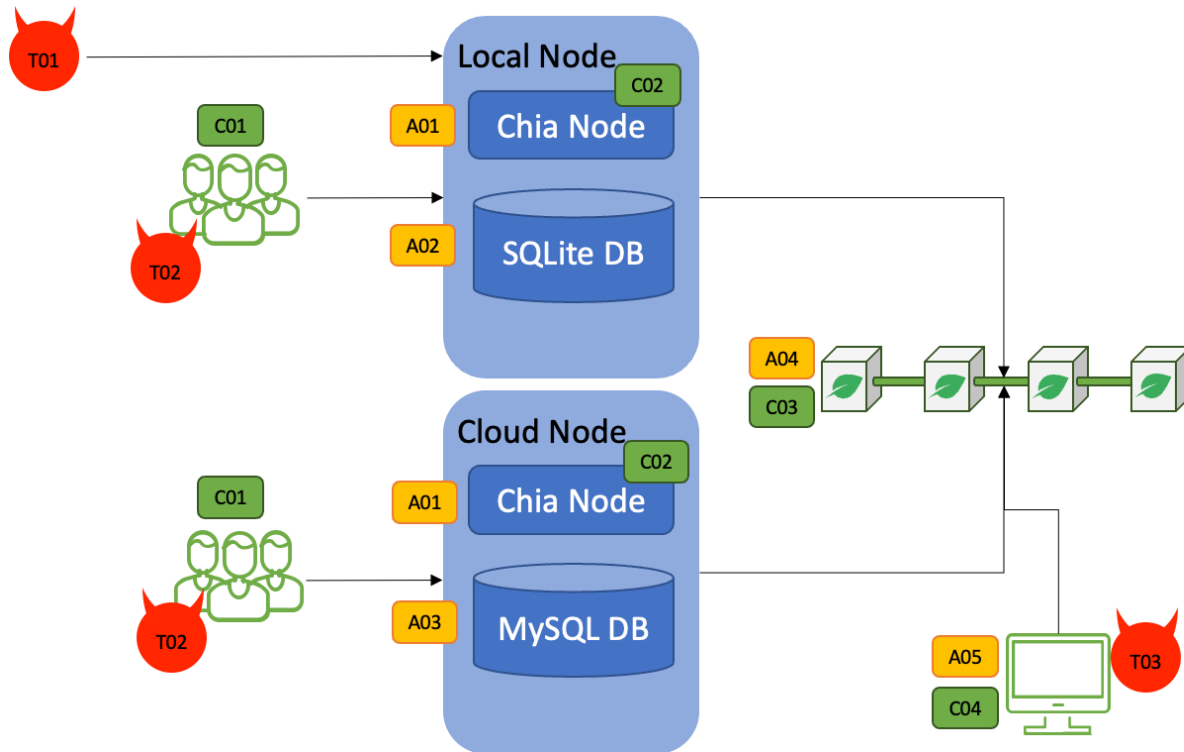 T01
Local Node
C02
C01
A01
Chia Node
A02
SQLite DB
T02
A04
C03
Cloud Node
C02
C01
A01
Chia Node
A03
MySQL DB
T02
A05
T03
C04